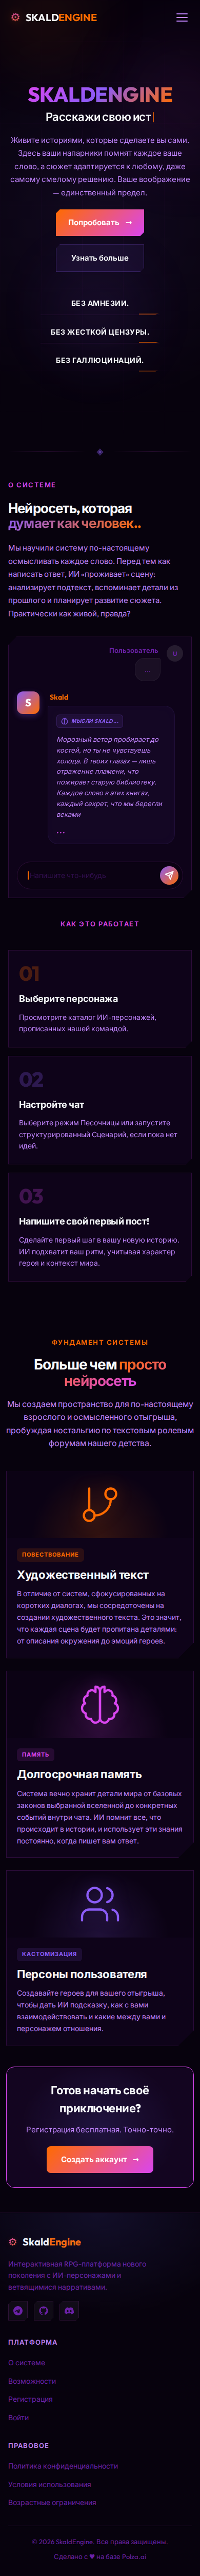 SKALDENGINE
SKALDENGINE
Расскажи свою ист|
Живите историями, которые сделаете вы сами.
Здесь ваши напарники помнят каждое ваше
слово, а сюжет адаптируется под каждое, даже
самому смелому решению. Ваше воображение
— единственный предел.
Попробовать →
Узнать больше
БЕЗ АМНЕЗИИ.
БЕЗ ЖЕСТКОЙ ЦЕНЗУРЫ.
БЕЗ ГАЛЛЮЦИНАЦИЙ.
О СИСТЕМЕ
Нейросеть, которая
думает как человек..
Мы научили систему по-настоящему
осмысливать каждое слово. Перед тем как
написать ответ, ИИ «проживает» сцену:
анализирует подтекст, вспоминает детали из
прошлого и планирует развитие сюжета.
Практически как живой, правда?
Пользователь
U
...
S
Skald
МЫСЛИ SKALD...
Морозный ветер пробирает до
костей, но ты не чувствуешь
холода. В твоих глазах — лишь
отражение пламени, что
пожирает старую библиотеку.
Каждое слово в этих книгах,
каждый секрет, что мы берегли
веками
...
Напишите что-нибудь...
КАК ЭТО РАБОТАЕТ
01
Выберите персонажа
Просмотрите каталог ИИ-персонажей,
прописанных нашей командой.
02
Настройте чат
Выберите режим Песочницы или запустите
структурированный Сценарий, если пока нет
идей.
03
Напишите свой первый пост!
Сделайте первый шаг в вашу новую историю.
ИИ подхватит ваш ритм, учитывая характер
героя и контекст мира.
ФУНДАМЕНТ СИСТЕМЫ
Больше чем просто
нейросеть
Мы создаем пространство для по-настоящему
взрослого и осмысленного отыгрыша,
пробуждая ностальгию по текстовым ролевым
форумам нашего детства.
ПОВЕСТВОВАНИЕ
Художественный текст
В отличие от систем, сфокусированных на
коротких диалогах, мы сосредоточены на
создании художественного текста. Это значит,
что каждая сцена будет пропитана деталями:
от описания окружения до эмоций героев.
ПАМЯТЬ
Долгосрочная память
Система вечно хранит детали мира от базовых
законов выбранной вселенной до конкретных
событий внутри чата. ИИ помнит все, что
происходит в истории, и использует эти знания
постоянно, когда пишет вам ответ.
КАСТОМИЗАЦИЯ
Персоны пользователя
Создавайте героев для вашего отыгрыша,
чтобы дать ИИ подсказку, как с вами
взаимодействовать и какие между вами и
персонажем отношения.
Готов начать своё
приключение?
Регистрация бесплатная. Точно-точно.
Создать аккаунт →
SkaldEngine
Интерактивная RPG-платформа нового
поколения с ИИ-персонажами и
ветвящимися нарративами.
ПЛАТФОРМА
О системе
Возможности
Регистрация
Войти
ПРАВОВОЕ
Политика конфиденциальности
Условия использования
Возрастные ограничения
© 2026 SkaldEngine. Все права защищены.
Сделано с ♥ на базе Polza.ai